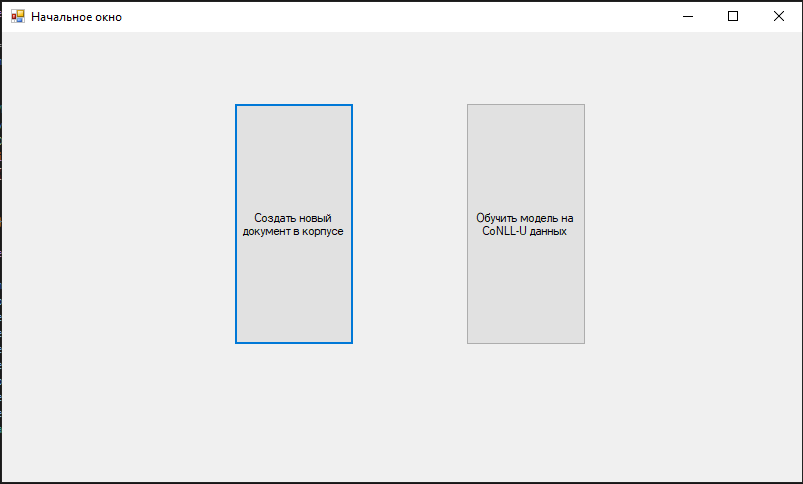 Начальное окно
Создать новый
документ в корпусе
Обучить модель на
CoNLL-U данных